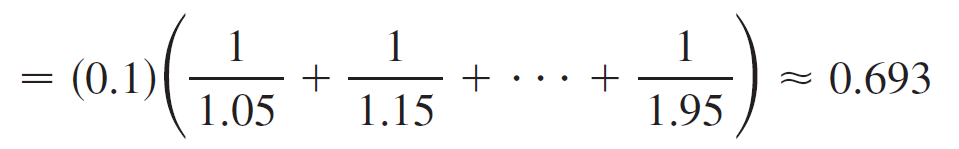 = (0.1)(1/1.05 + 1/1.15 + · · · + 1/1.95) ≈ 0.693